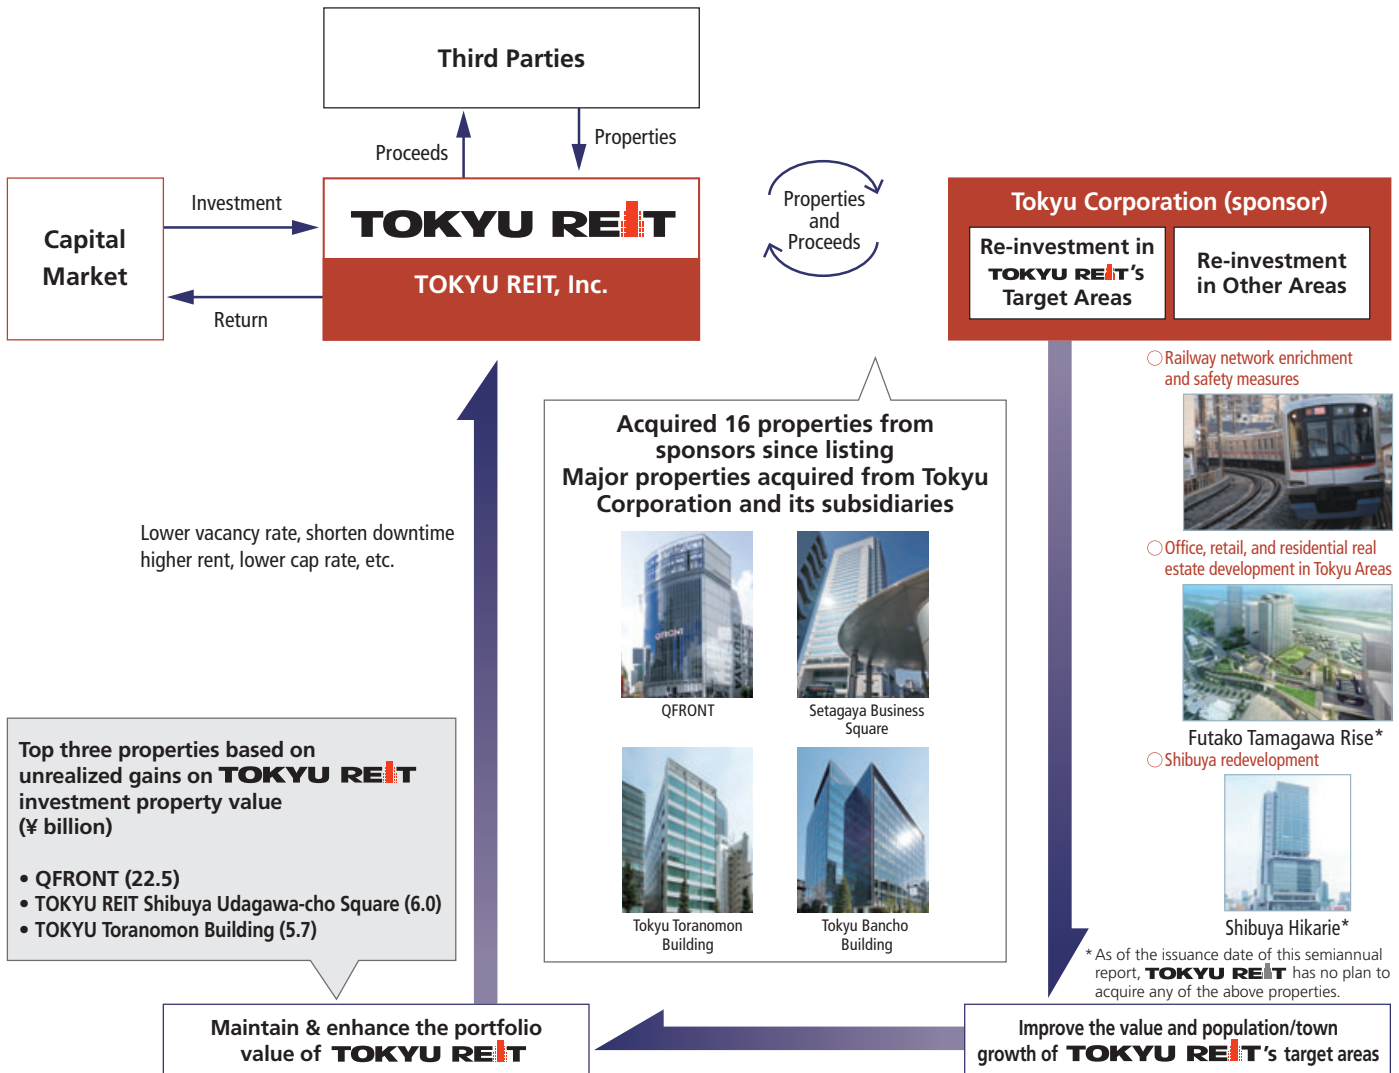 Third Parties
Proceeds
Properties
Capital
Market
Investment
Return
TOKYU REIT
TOKYU REIT, Inc.
Properties
and
Proceeds
Tokyu Corporation (sponsor)
Re-investment in
TOKYU REIT's
Target Areas
Re-investment
in Other Areas
Railway network enrichment
and safety measures
Office, retail, and residential real
estate development in Tokyu Areas
Futako Tamagawa Rise*
Shibuya redevelopment
Shibuya Hikarie*
* As of the issuance date of this semiannual
report, TOKYU REIT has no plan to
acquire any of the above properties.
Acquired 16 properties from
sponsors since listing
Major properties acquired from Tokyu
Corporation and its subsidiaries
QFRONT
QFRONT
Setagaya Business
Square
Tokyu Toranomon
Building
Tokyu Bancho
Building
Lower vacancy rate, shorten downtime
higher rent, lower cap rate, etc.
Top three properties based on
unrealized gains on TOKYU REIT
investment property value
(¥ billion)
• QFRONT (22.5)
• TOKYU REIT Shibuya Udagawa-cho Square (6.0)
• TOKYU Toranomon Building (5.7)
Maintain & enhance the portfolio
value of TOKYU REIT
Improve the value and population/town
growth of TOKYU REIT's target areas